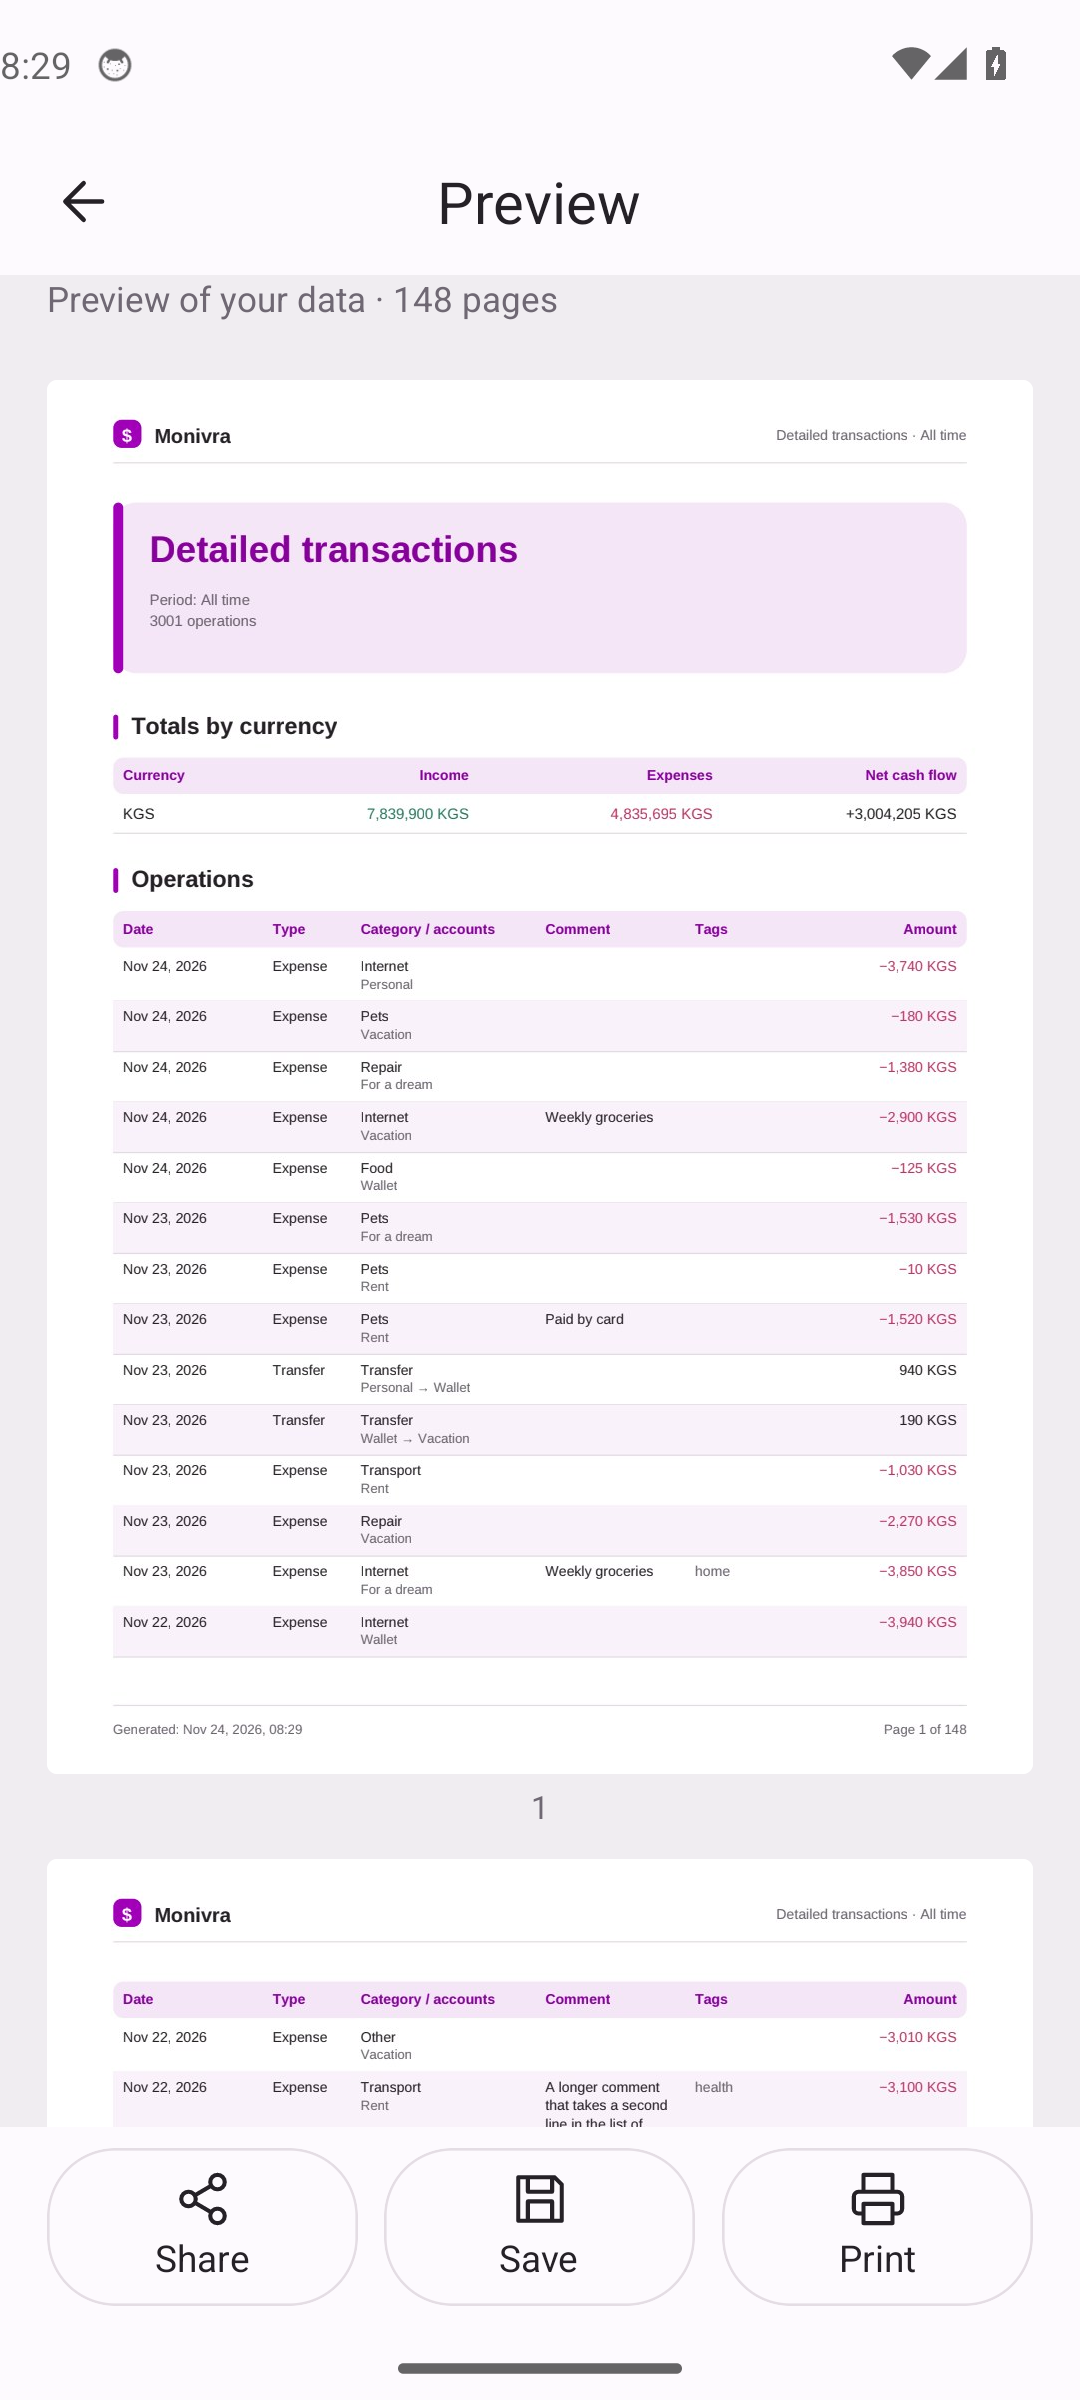 8:29
Preview
Preview of your data · 148 pages
$ Monivra Detailed transactions · All time
Detailed transactions
Period: All time
3001 operations
Totals by currency
Currency Income Expenses Net cash flow
KGS 7,839,900 KGS 4,835,695 KGS +3,004,205 KGS
Operations
Date Type Category / accounts Comment Tags Amount
Nov 24, 2026 Expense Internet −3,740 KGS
Personal
Nov 24, 2026 Expense Pets −180 KGS
Vacation
Nov 24, 2026 Expense Repair −1,380 KGS
For a dream
Nov 24, 2026 Expense Internet Weekly groceries −2,900 KGS
Vacation
Nov 24, 2026 Expense Food −125 KGS
Wallet
Nov 23, 2026 Expense Pets −1,530 KGS
For a dream
Nov 23, 2026 Expense Pets −10 KGS
Rent
Nov 23, 2026 Expense Pets Paid by card −1,520 KGS
Rent
Nov 23, 2026 Transfer Transfer 940 KGS
Personal → Wallet
Nov 23, 2026 Transfer Transfer 190 KGS
Wallet → Vacation
Nov 23, 2026 Expense Transport −1,030 KGS
Rent
Nov 23, 2026 Expense Repair −2,270 KGS
Vacation
Nov 23, 2026 Expense Internet Weekly groceries home −3,850 KGS
For a dream
Nov 22, 2026 Expense Internet −3,940 KGS
Wallet
Generated: Nov 24, 2026, 08:29 Page 1 of 148
1
$ Monivra Detailed transactions · All time
Date Type Category / accounts Comment Tags Amount
Nov 22, 2026 Expense Other −3,010 KGS
Vacation
Nov 22, 2026 Expense Transport A longer comment health −3,100 KGS
Rent that takes a second
line in the list of
Share Save Print